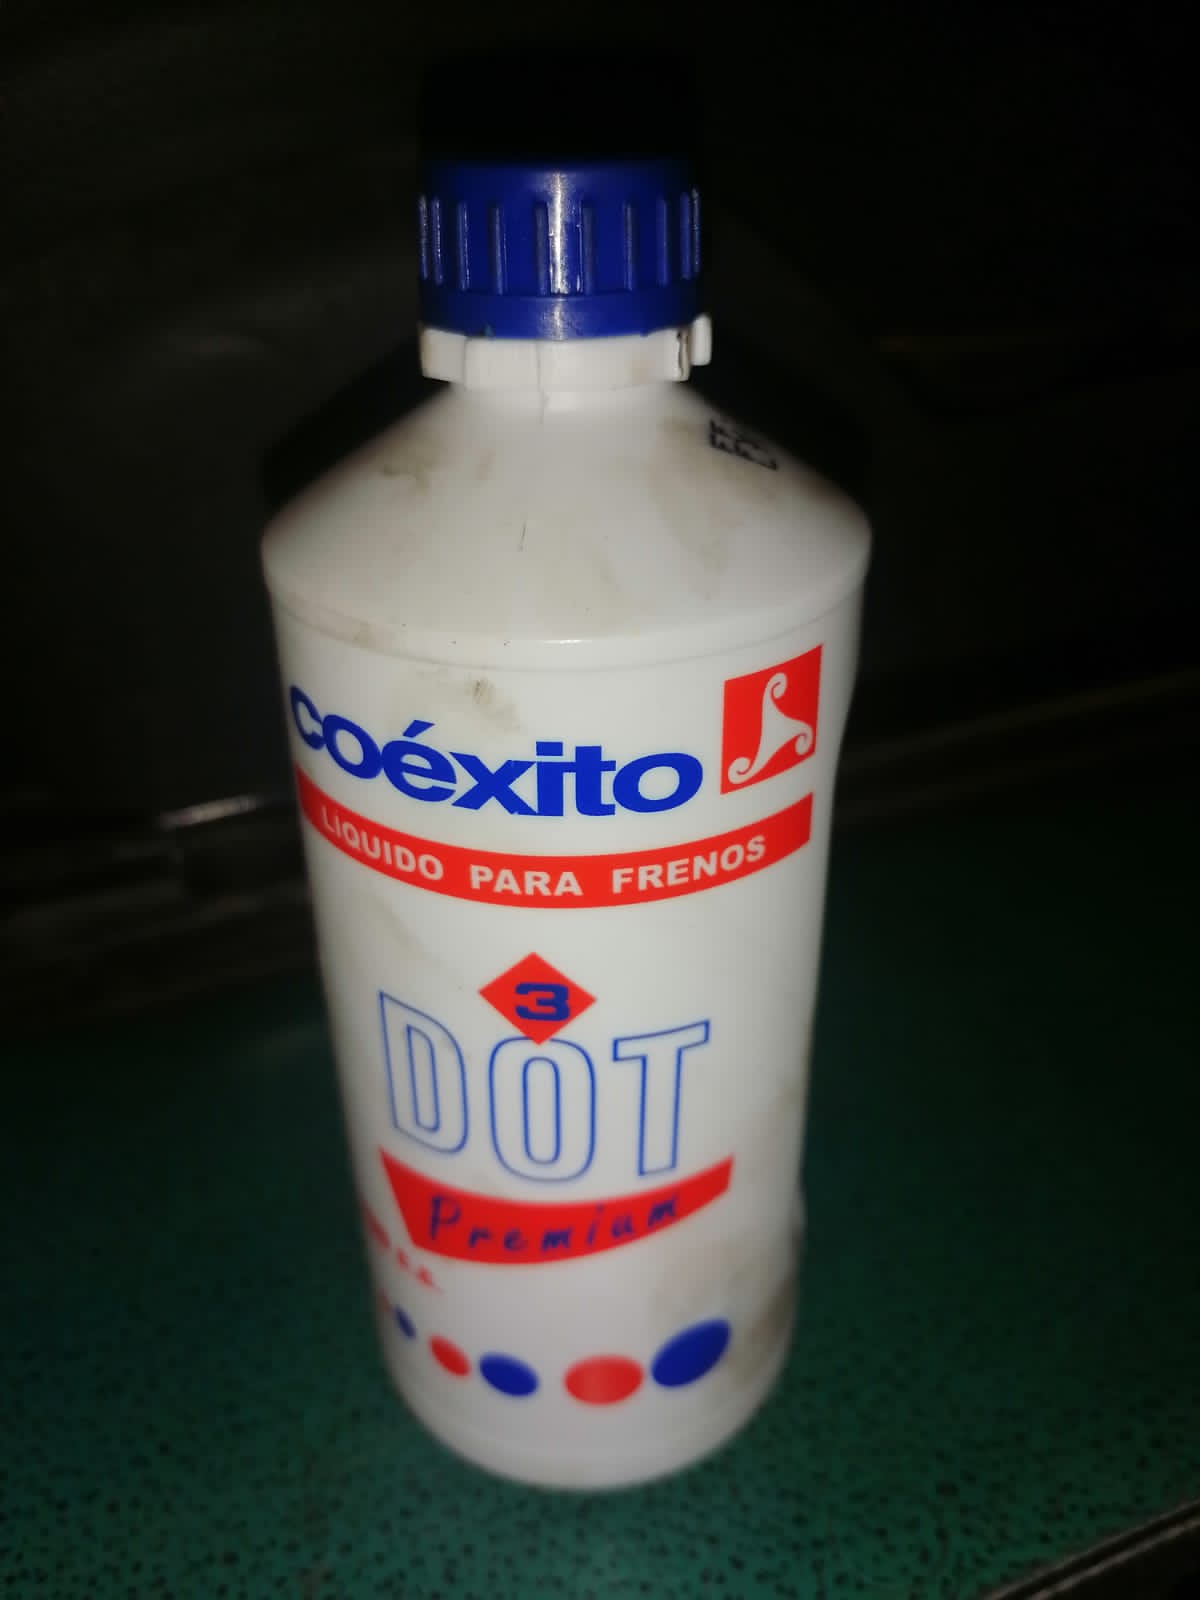 coéxito
LIQUIDO PARA FRENOS
3
DOT
Premium